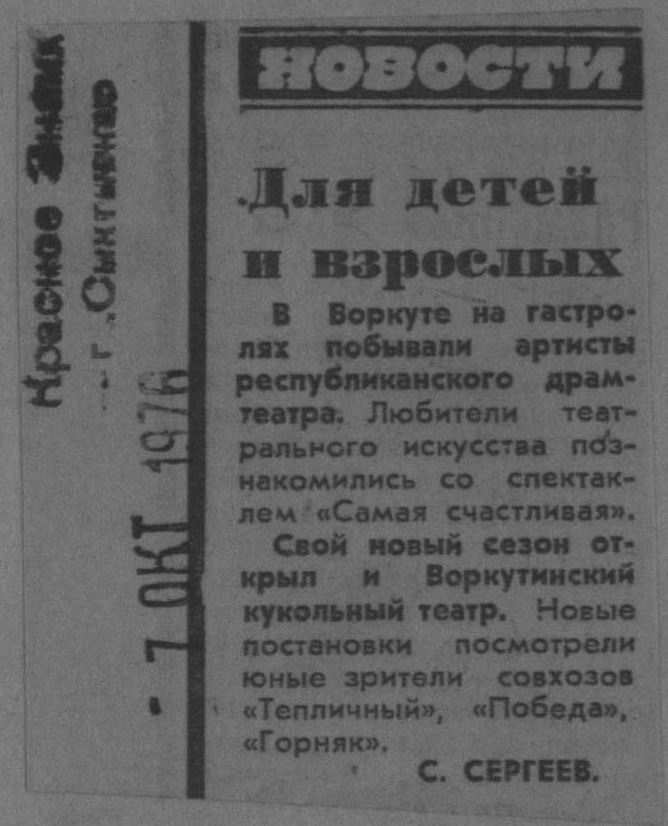 Красное Знамя
г. Сыктывкар
- 7 ОКТ 1976
НОВОСТИ
Для детей
и взрослых
В Воркуте на гастро-
лях побывали артисты
республиканского драм-
театра. Любители теат-
рального искусства поз-
накомились со спектак-
лем «Самая счастливая».
Свой новый сезон от-
крыл и Воркутинский
кукольный театр. Новые
постановки посмотрели
юные зрители совхозов
«Тепличный», «Победа»,
«Горняк».
С. СЕРГЕЕВ.